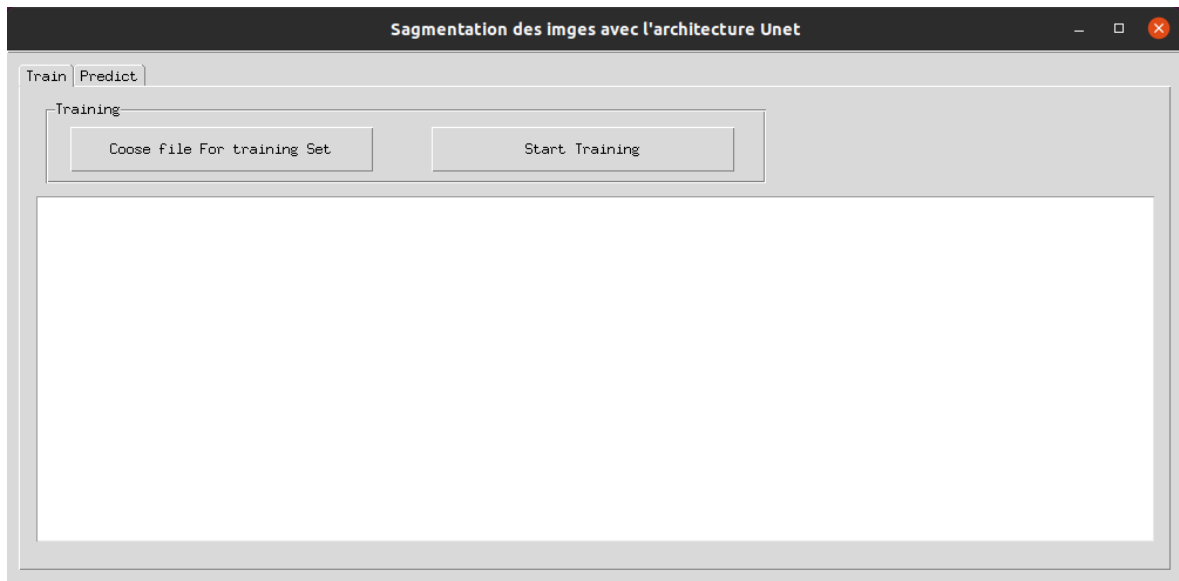 Sagmentation des imges avec l'architecture Unet
Train Predict
Training
Coose file For training Set Start Training